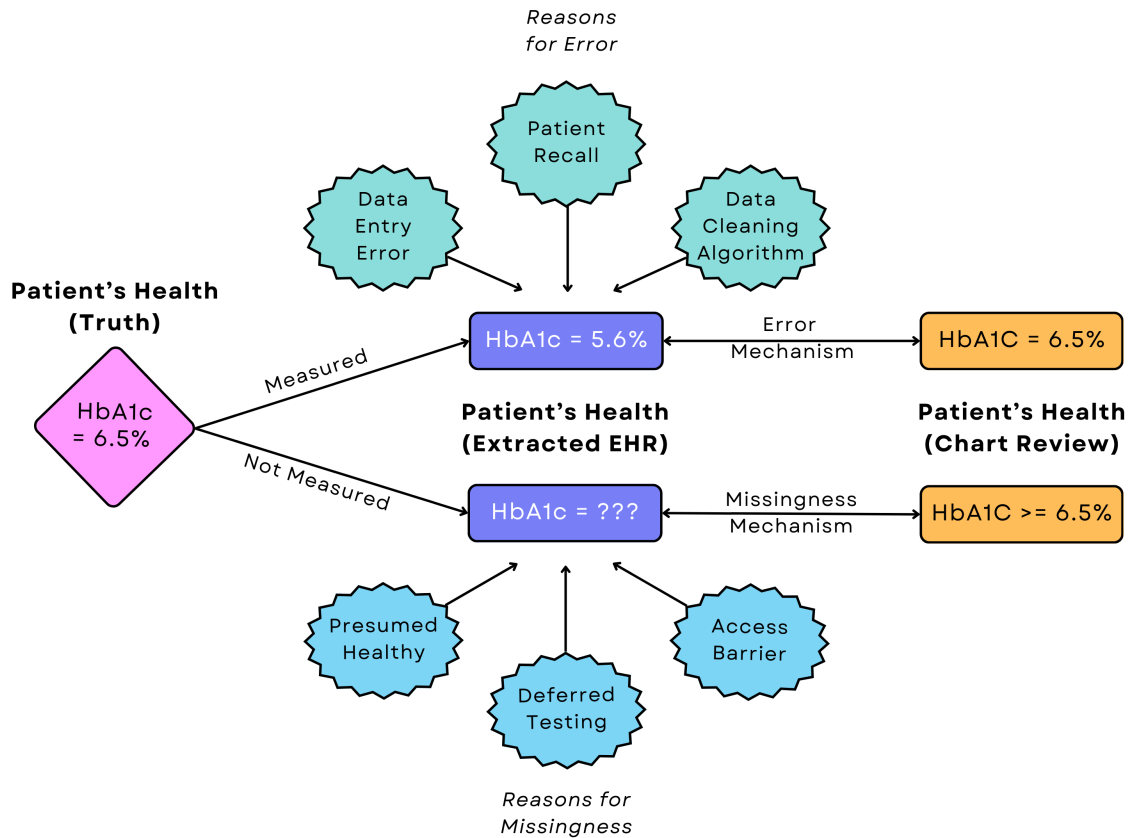 Reasons
for Error
Patient
Recall
Data
Entry
Error
Data
Cleaning
Algorithm
Patient’s Health
(Truth)
HbA1c
= 6.5%
Measured
Not Measured
HbA1c = 5.6%
Error
Mechanism
HbA1C = 6.5%
Patient’s Health
(Extracted EHR)
Patient’s Health
(Chart Review)
HbA1c = ???
Missingness
Mechanism
HbA1C >= 6.5%
Presumed
Healthy
Deferred
Testing
Access
Barrier
Reasons for
Missingness